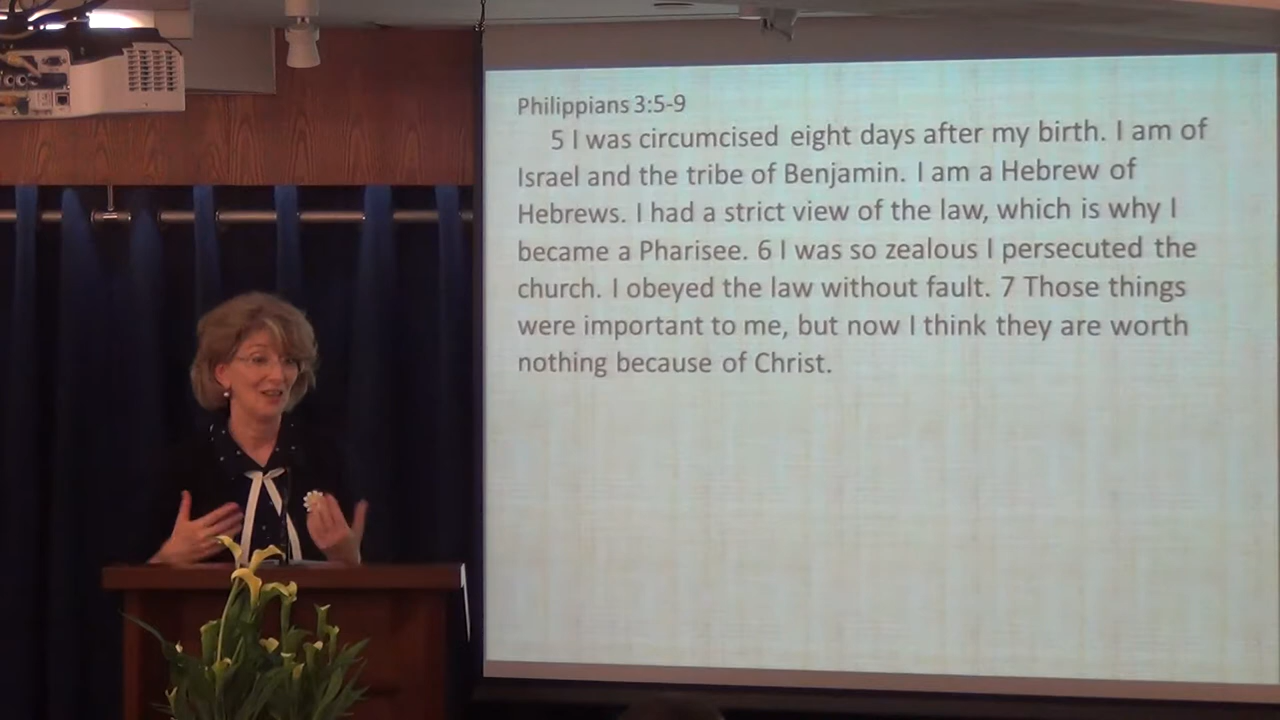 Philippians 3:5-9
5 I was circumcised eight days after my birth. I am of
Israel and the tribe of Benjamin. I am a Hebrew of
Hebrews. I had a strict view of the law, which is why I
became a Pharisee. 6 I was so zealous I persecuted the
church. I obeyed the law without fault. 7 Those things
were important to me, but now I think they are worth
nothing because of Christ.